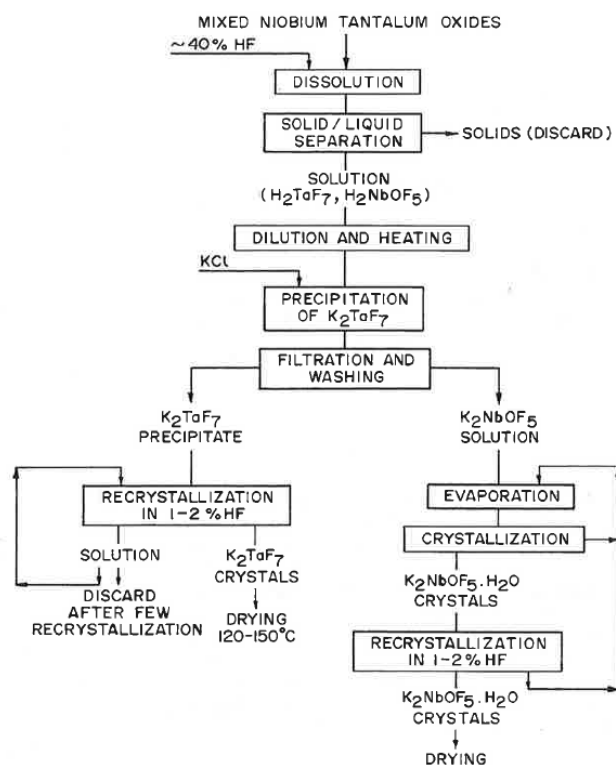 MIXED NIOBIUM TANTALUM OXIDES
~40% HF
DISSOLUTION
SOLID/LIQUID
SEPARATION
SOLIDS (DISCARD)
SOLUTION
(H2TaF7, H2NbOF5)
DILUTION AND HEATING
KCl
PRECIPITATION
OF K2TaF7
FILTRATION AND
WASHING
K2TaF7
PRECIPITATE
RECRYSTALLIZATION
IN 1-2% HF
SOLUTION
DISCARD
AFTER FEW
RECRYSTALLIZATION
K2TaF7
CRYSTALS
DRYING
120-150°C
K2NbOF5
SOLUTION
EVAPORATION
CRYSTALLIZATION
K2NbOF5.H2O
CRYSTALS
RECRYSTALLIZATION
IN 1-2% HF
K2NbOF5.H2O
CRYSTALS
DRYING